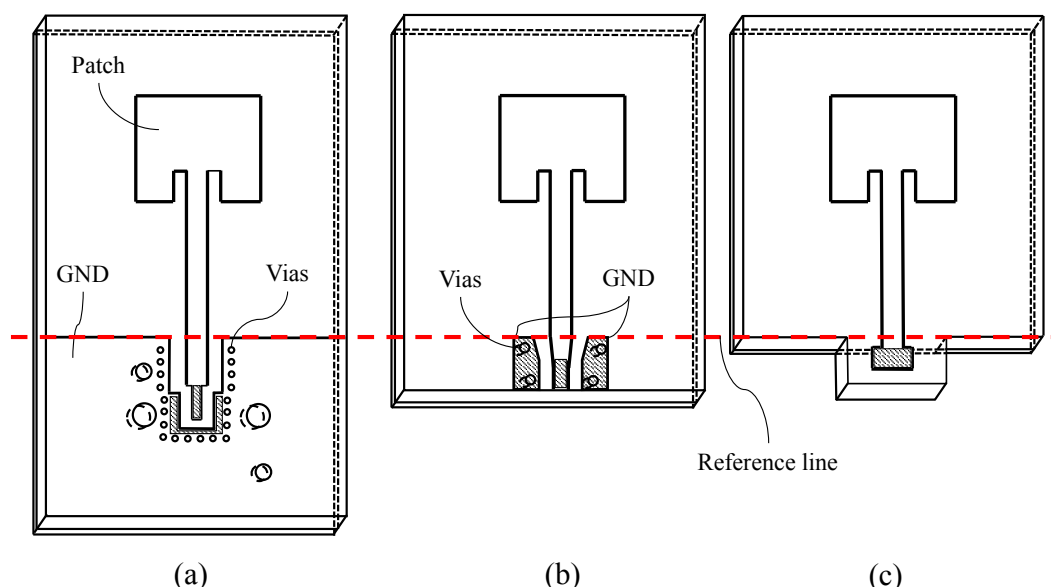 Patch
GND
Vias
Vias
GND
Reference line
(a)
(b)
(c)